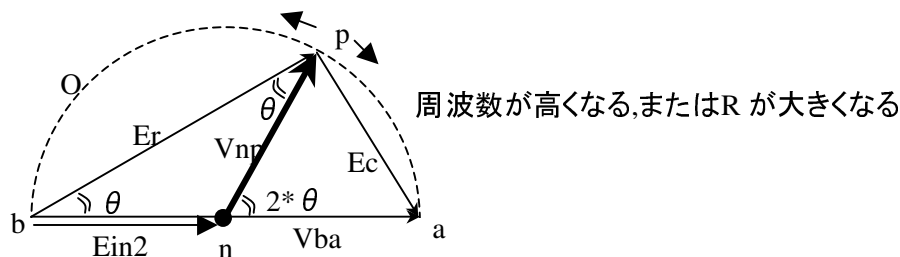 p
O
θ
周波数が高くなる,またはR が大きくなる
Er
Vnp
Ec
θ
2* θ
b
a
Ein2
n
Vba